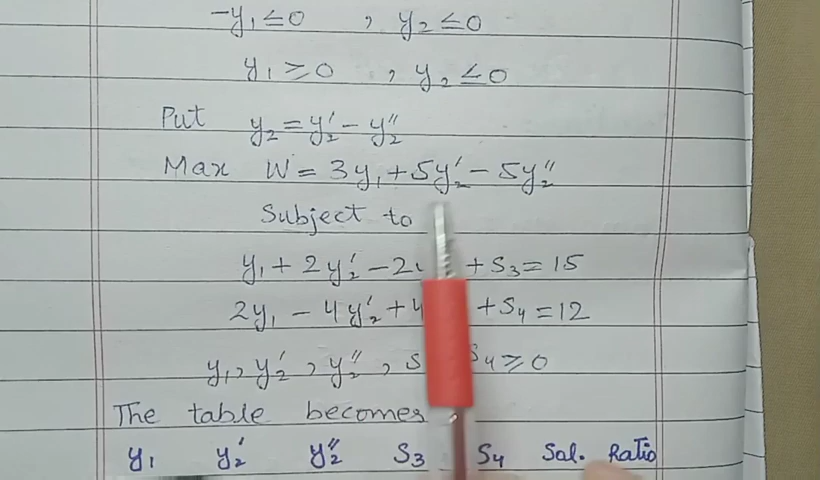 -y₁ ≤ 0 , y₂ ≤ 0
y₁ ≥ 0 , y₂ ≤ 0
Put y₂ = y₂' - y₂''
Max W = 3y₁ + 5y₂' - 5y₂''
Subject to
y₁ + 2y₂' - 2 + S₃ = 15
2y₁ - 4y₂' + 4 + S₄ = 12
y₁, y₂', y₂'', S S₄ ≥ 0
The table becomes
y₁ y₂' y₂'' S₃ S₄ Sol. Ratio